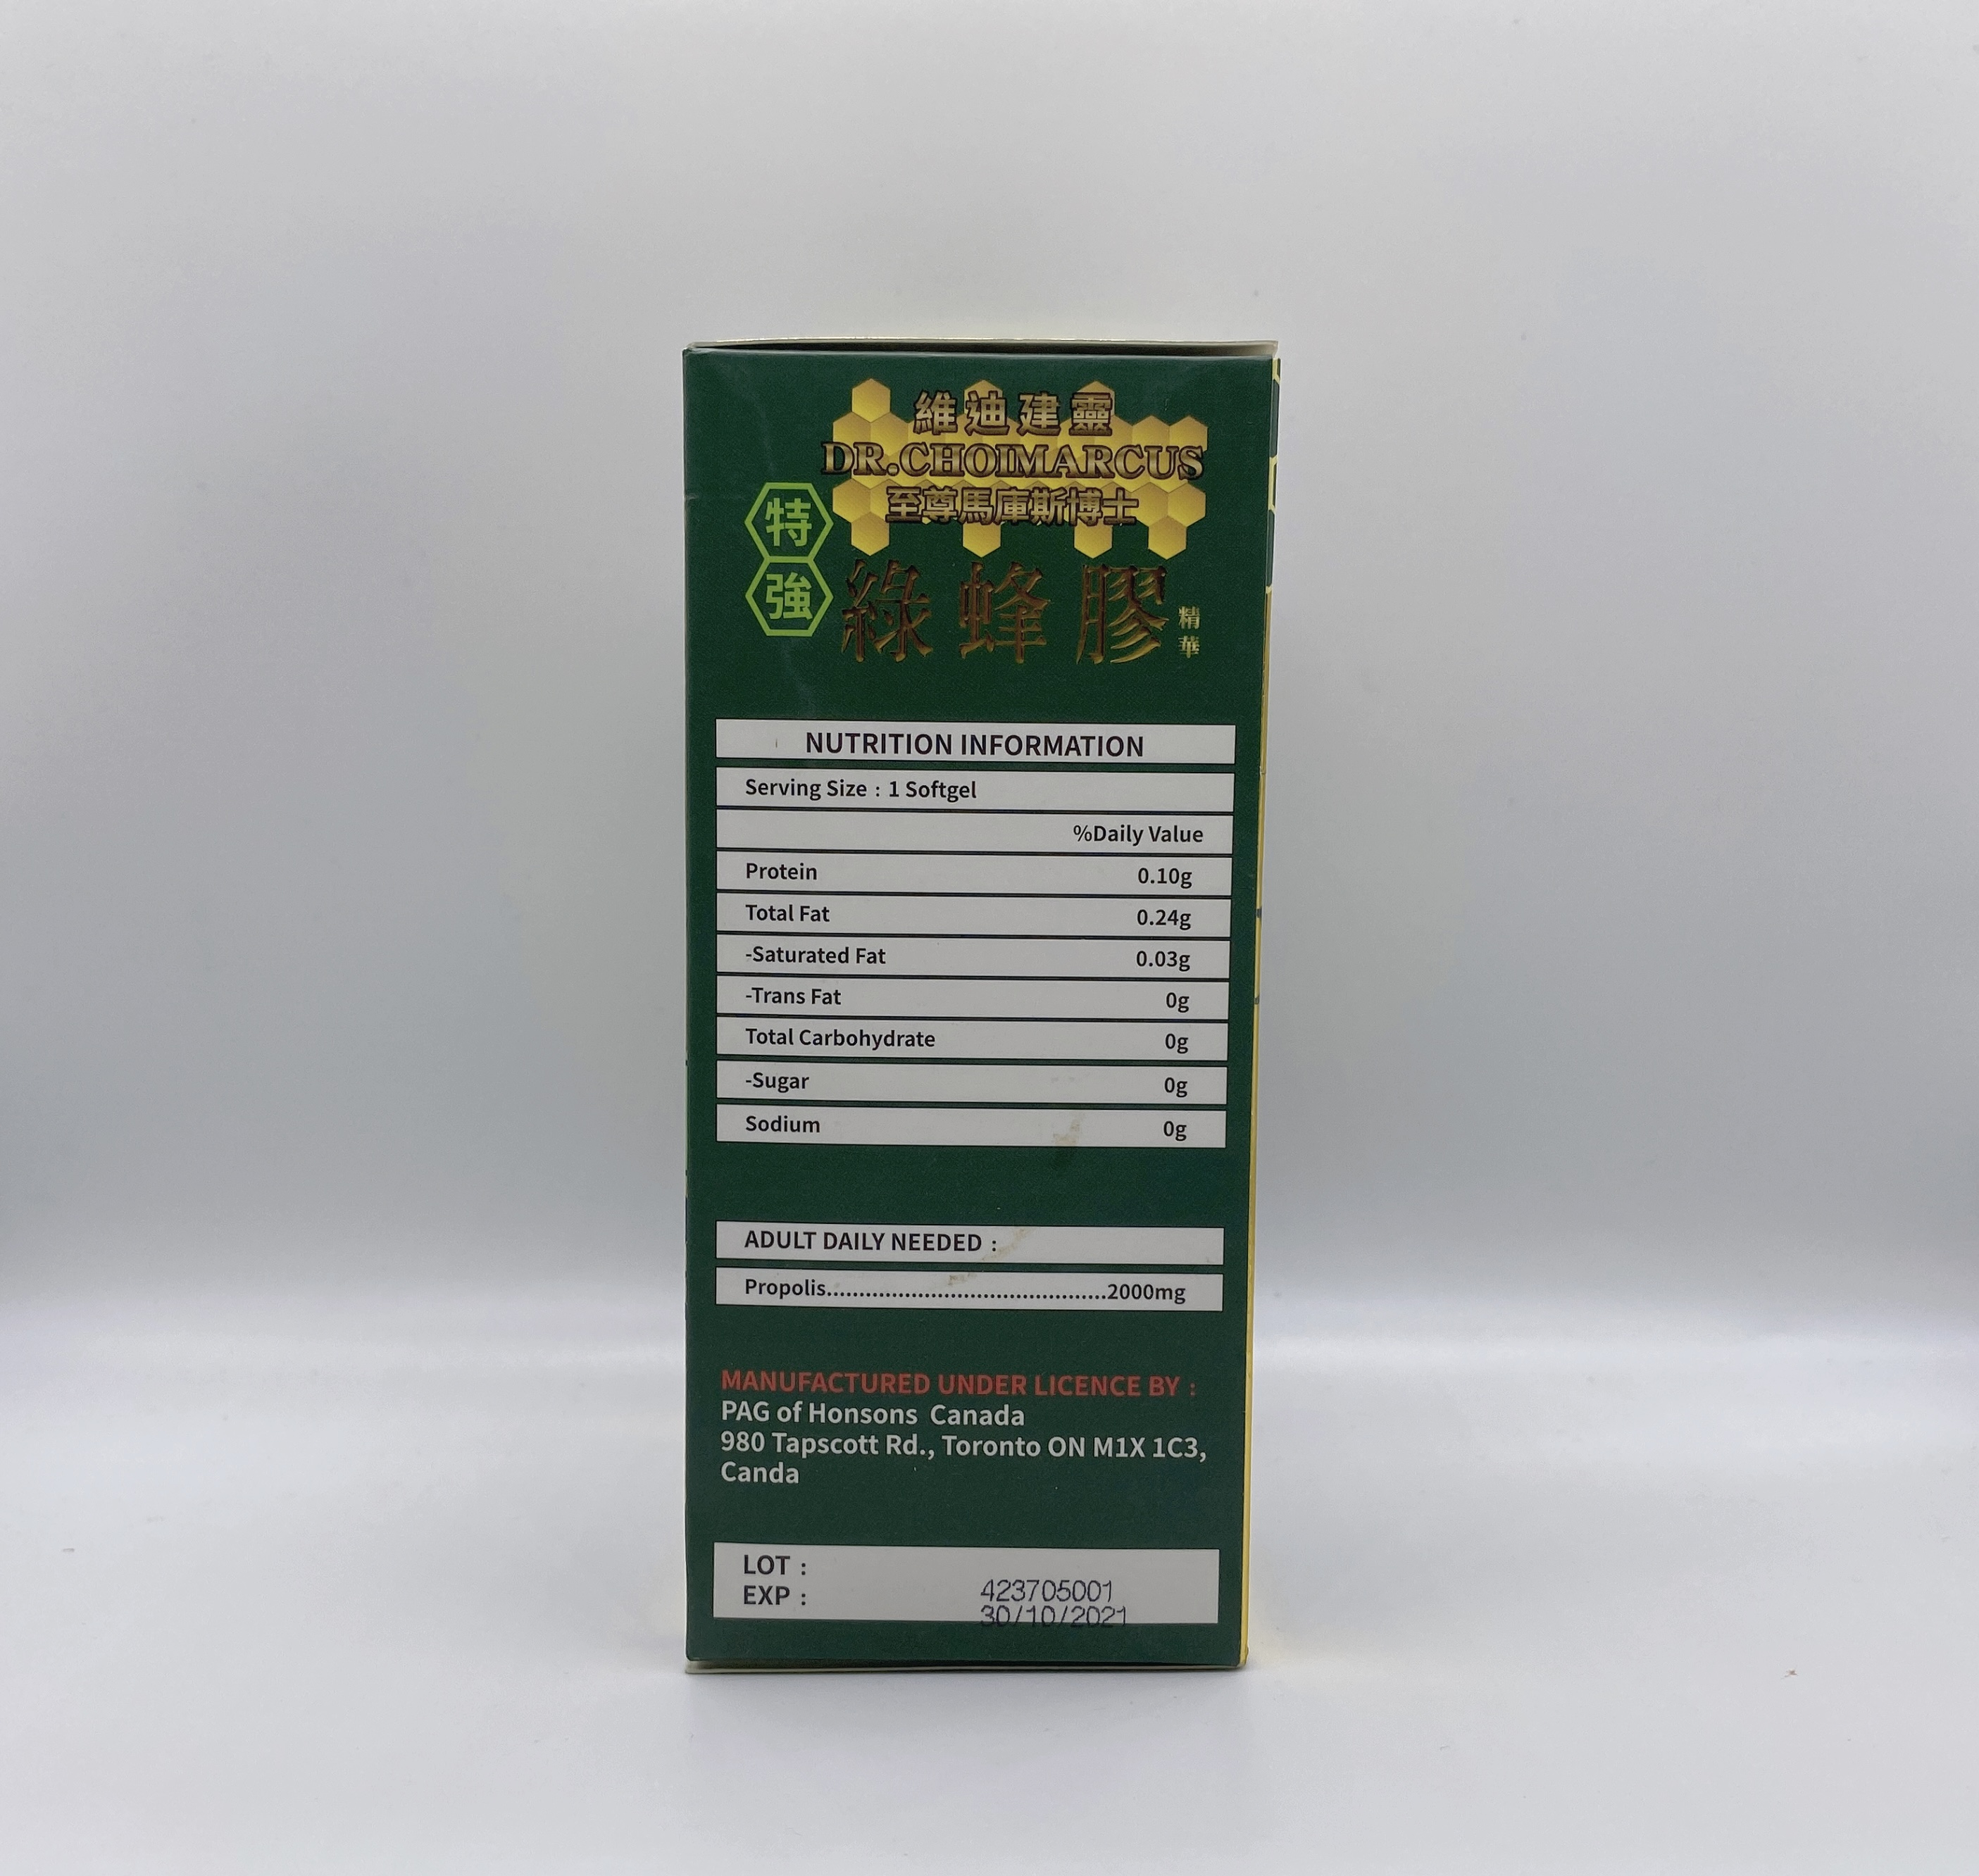 維迪建靈
DR.CHOIMARCUS
至尊馬庫斯博士
特強
綠蜂膠
精華
NUTRITION INFORMATION
Serving Size : 1 Softgel
%Daily Value
Protein 0.10g
Total Fat 0.24g
-Saturated Fat 0.03g
-Trans Fat 0g
Total Carbohydrate 0g
-Sugar 0g
Sodium 0g
ADULT DAILY NEEDED :
Propolis...........................................2000mg
MANUFACTURED UNDER LICENCE BY :
PAG of Honsons Canada
980 Tapscott Rd., Toronto ON M1X 1C3,
Canda
LOT :
EXP :
423705001
30/10/2021